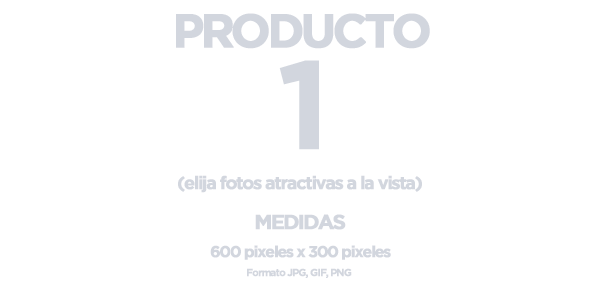 PRODUCTO
1
(elija fotos atractivas a la vista)
MEDIDAS
600 pixeles x 300 pixeles
Formato JPG, GIF, PNG